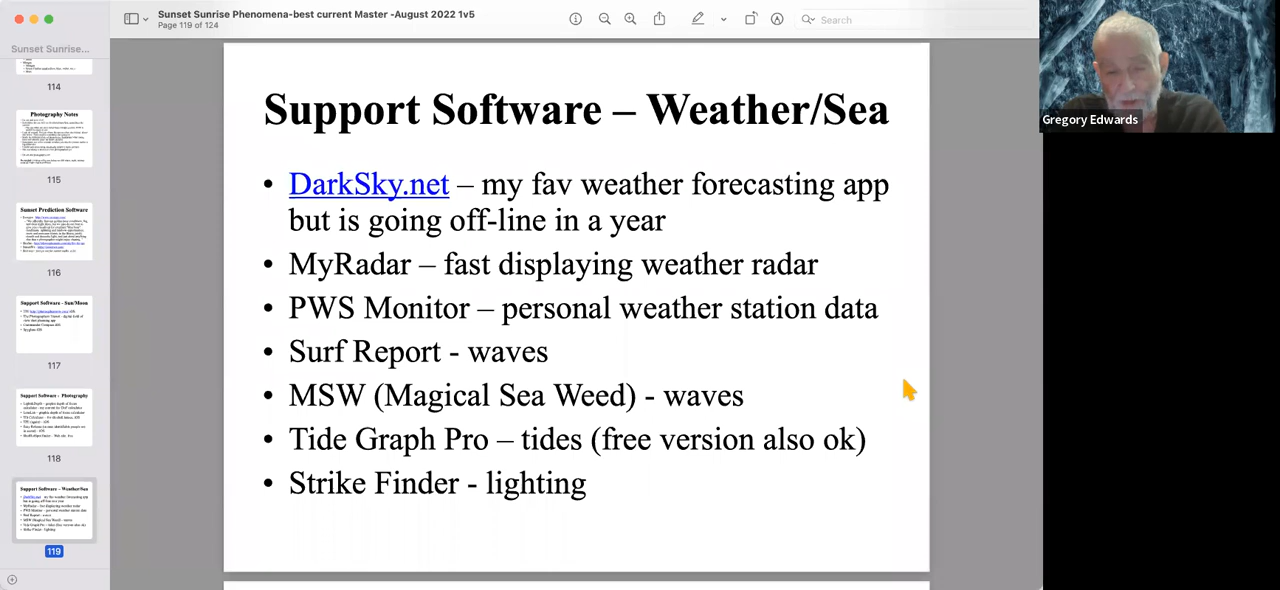 Sunset Sunrise Phenomena-best current Master -August 2022 1v5
Page 119 of 124
Search
Sunset Sunrise...
114
Photography Notes
115
Sunset Prediction Software
116
Support Software - Sun/Moon
117
Support Software - Photography
118
Support Software – Weather/Sea
119
Support Software – Weather/Sea
• DarkSky.net – my fav weather forecasting app
but is going off-line in a year
• MyRadar – fast displaying weather radar
• PWS Monitor – personal weather station data
• Surf Report - waves
• MSW (Magical Sea Weed) - waves
• Tide Graph Pro – tides (free version also ok)
• Strike Finder - lighting
Gregory Edwards